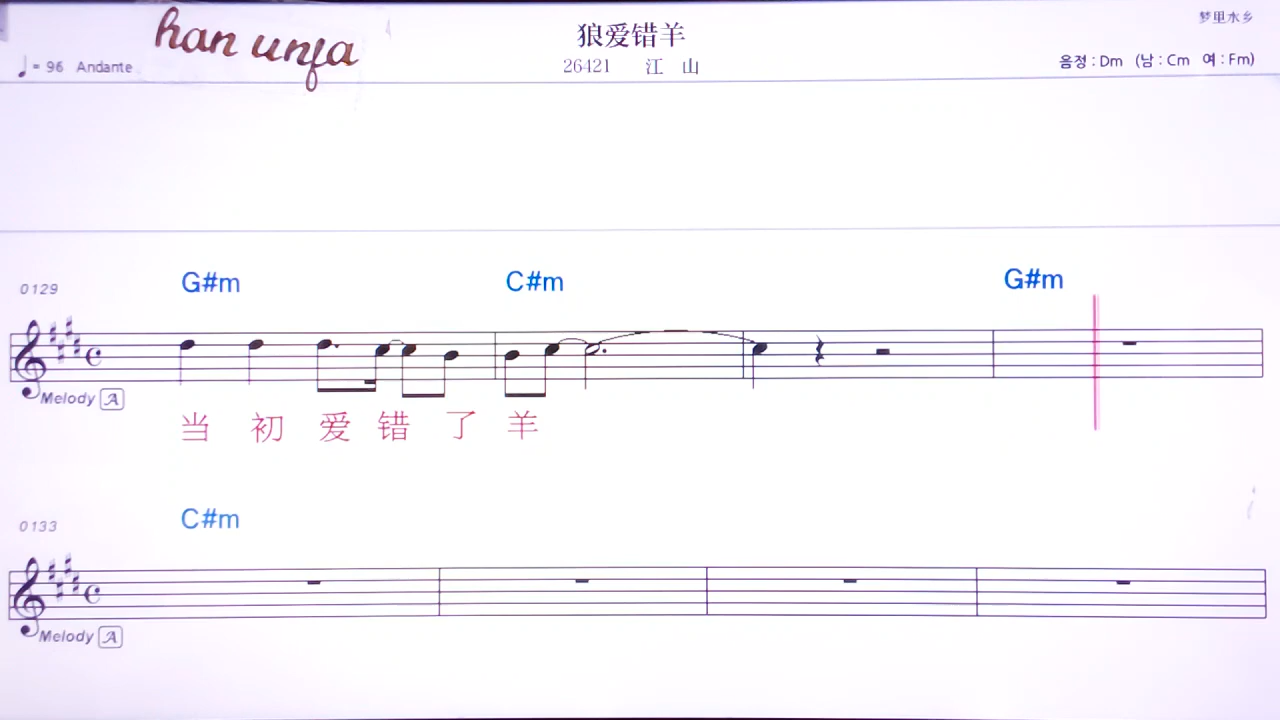 han unfa
狼爱错羊
梦里水乡
♩= 96 Andante
26421 江 山
음정 : Dm (남 : Cm 여 : Fm)
G#m C#m G#m
0129
Melody A
当 初 爱 错 了 羊
C#m
0133
Melody A